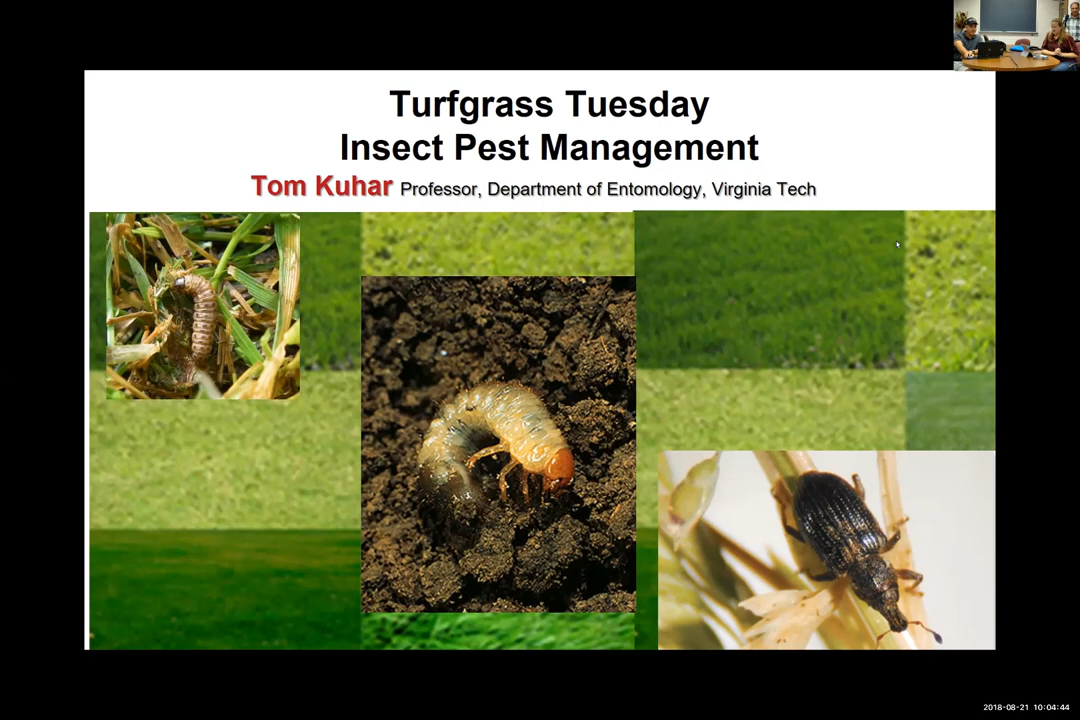 Turfgrass Tuesday
Insect Pest Management
Tom Kuhar Professor, Department of Entomology, Virginia Tech
2018-08-21 10:04:44